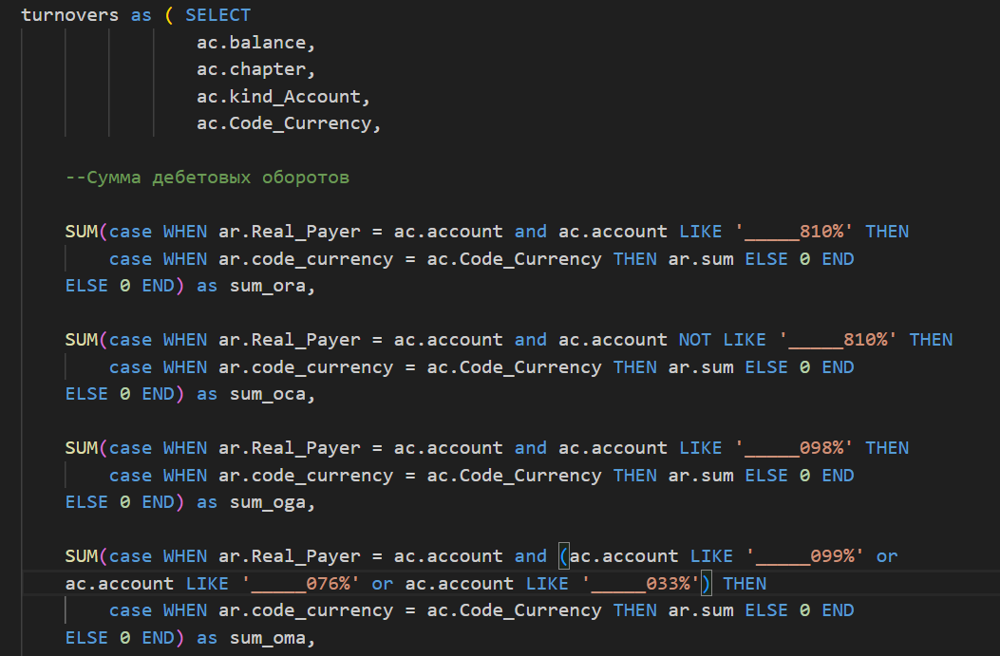 turnovers as ( SELECT
ac.balance,
ac.chapter,
ac.kind_Account,
ac.Code_Currency,
--Сумма дебетовых оборотов
SUM(case WHEN ar.Real_Payer = ac.account and ac.account LIKE '_____810%' THEN
case WHEN ar.code_currency = ac.Code_Currency THEN ar.sum ELSE 0 END
ELSE 0 END) as sum_ora,
SUM(case WHEN ar.Real_Payer = ac.account and ac.account NOT LIKE '_____810%' THEN
case WHEN ar.code_currency = ac.Code_Currency THEN ar.sum ELSE 0 END
ELSE 0 END) as sum_oca,
SUM(case WHEN ar.Real_Payer = ac.account and ac.account LIKE '_____098%' THEN
case WHEN ar.code_currency = ac.Code_Currency THEN ar.sum ELSE 0 END
ELSE 0 END) as sum_oga,
SUM(case WHEN ar.Real_Payer = ac.account and (ac.account LIKE '_____099%' or
ac.account LIKE '_____076%' or ac.account LIKE '_____033%') THEN
case WHEN ar.code_currency = ac.Code_Currency THEN ar.sum ELSE 0 END
ELSE 0 END) as sum_oma,